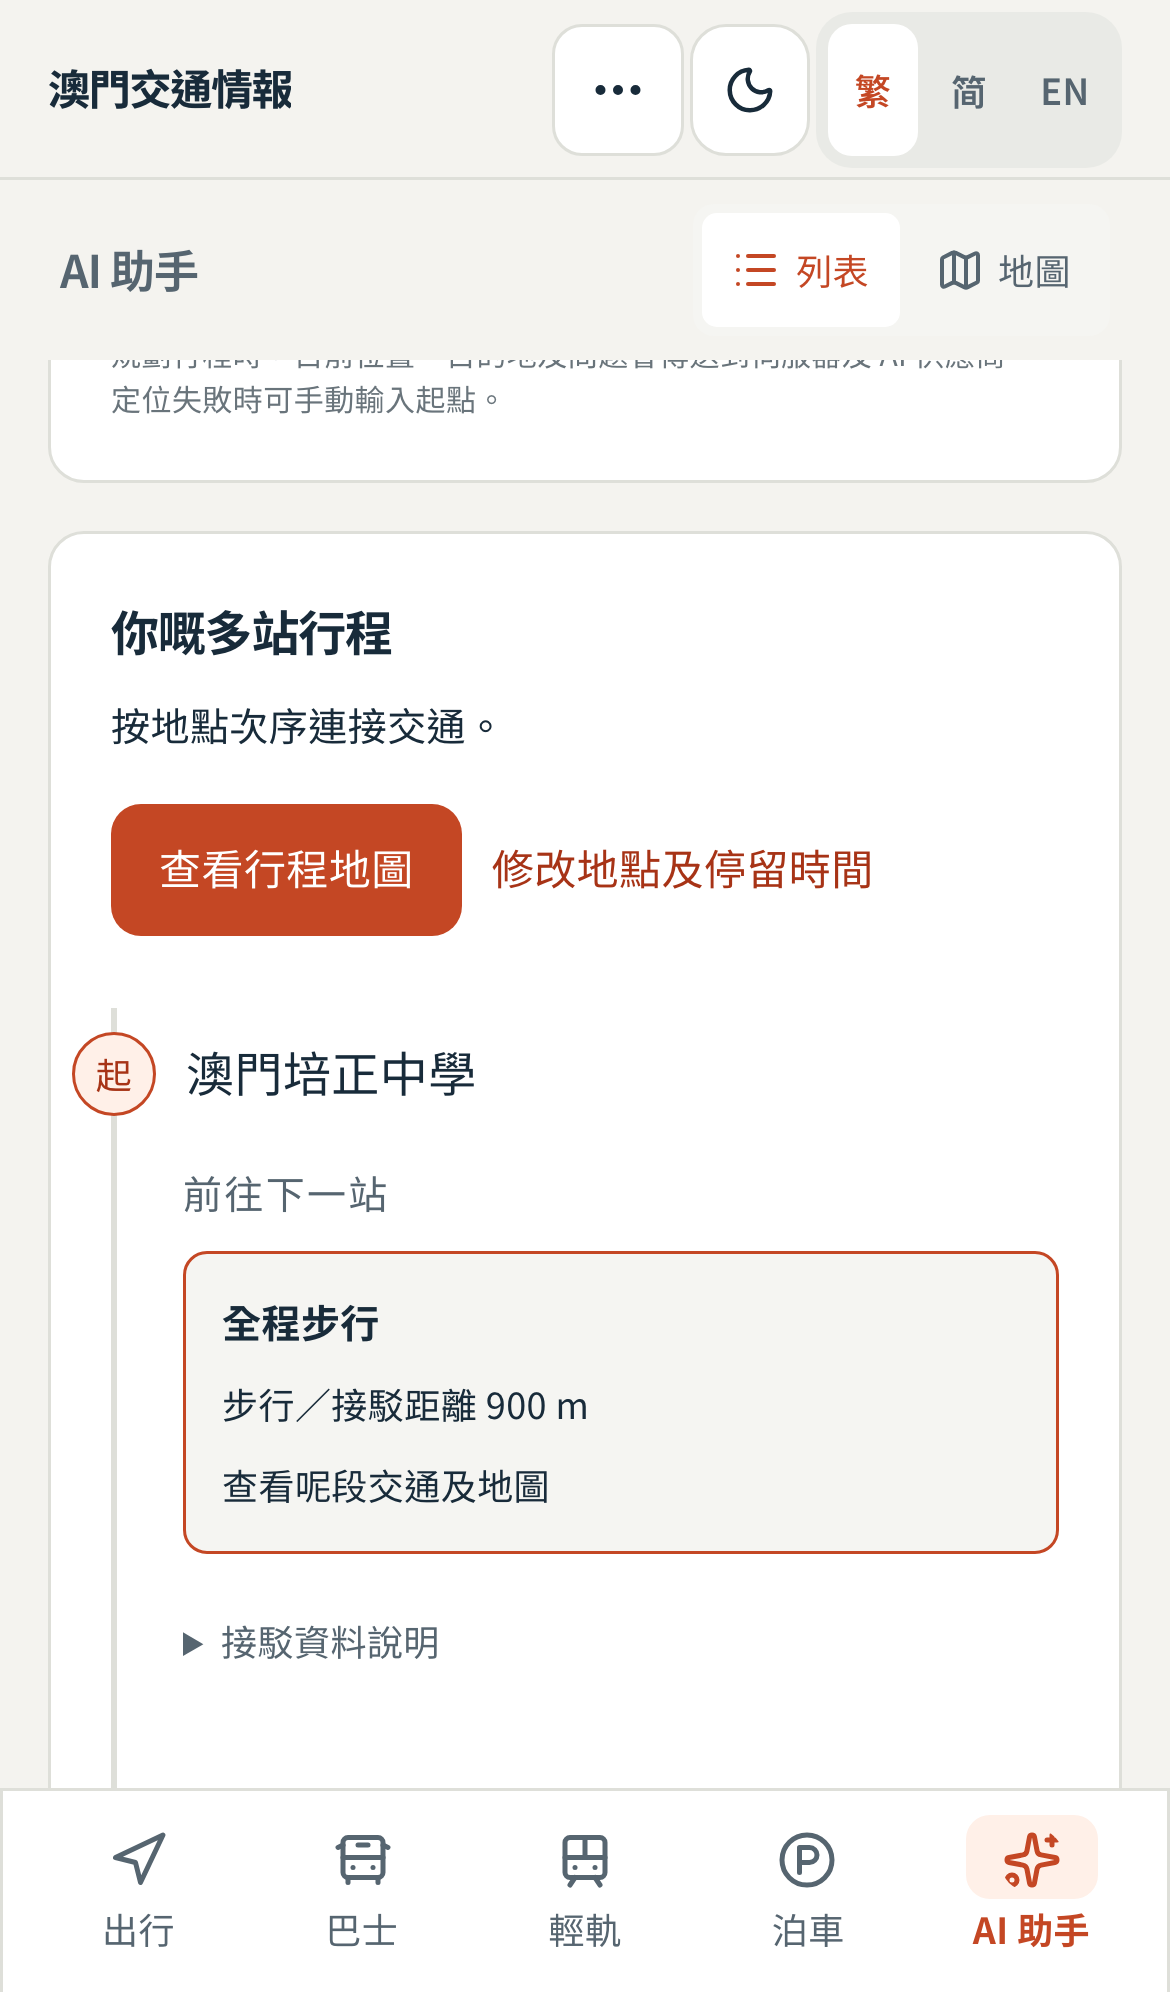 澳門交通情報
繁 简 EN
AI 助手
列表 地圖
定位失敗時可手動輸入起點。
你嘅多站行程
按地點次序連接交通。
查看行程地圖 修改地點及停留時間
起 澳門培正中學
前往下一站
全程步行
步行／接駁距離 900 m
查看呢段交通及地圖
▶ 接駁資料說明
出行 巴士 輕軌 泊車 AI 助手